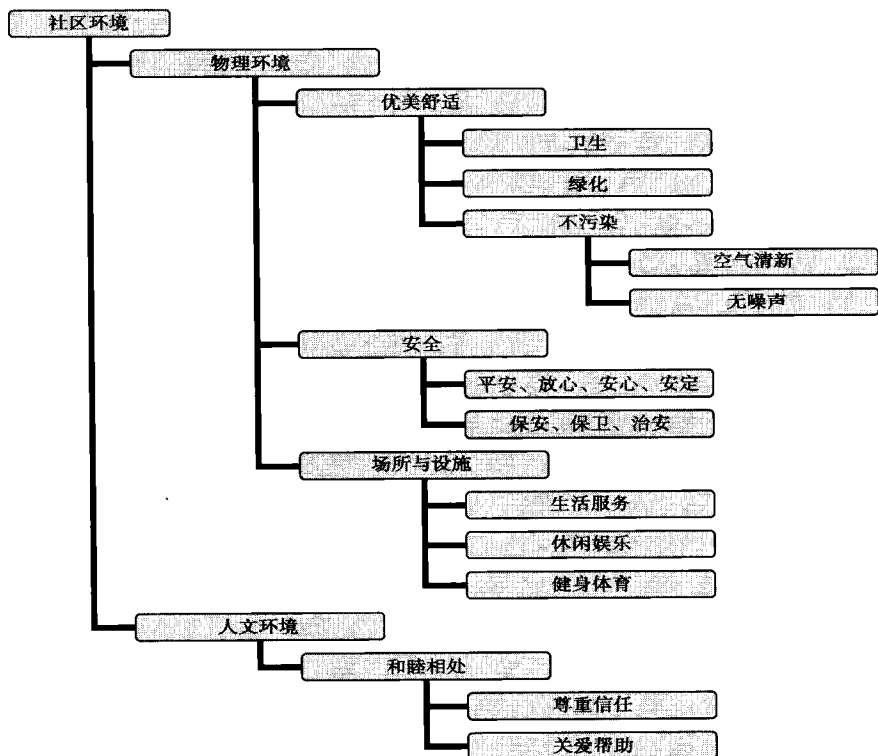 社区环境
物理环境
优美舒适
卫生
绿化
不污染
空气清新
无噪声
安全
平安、放心、安心、安定
保安、保卫、治安
场所与设施
生活服务
休闲娱乐
健身体育
人文环境
和睦相处
尊重信任
关爱帮助